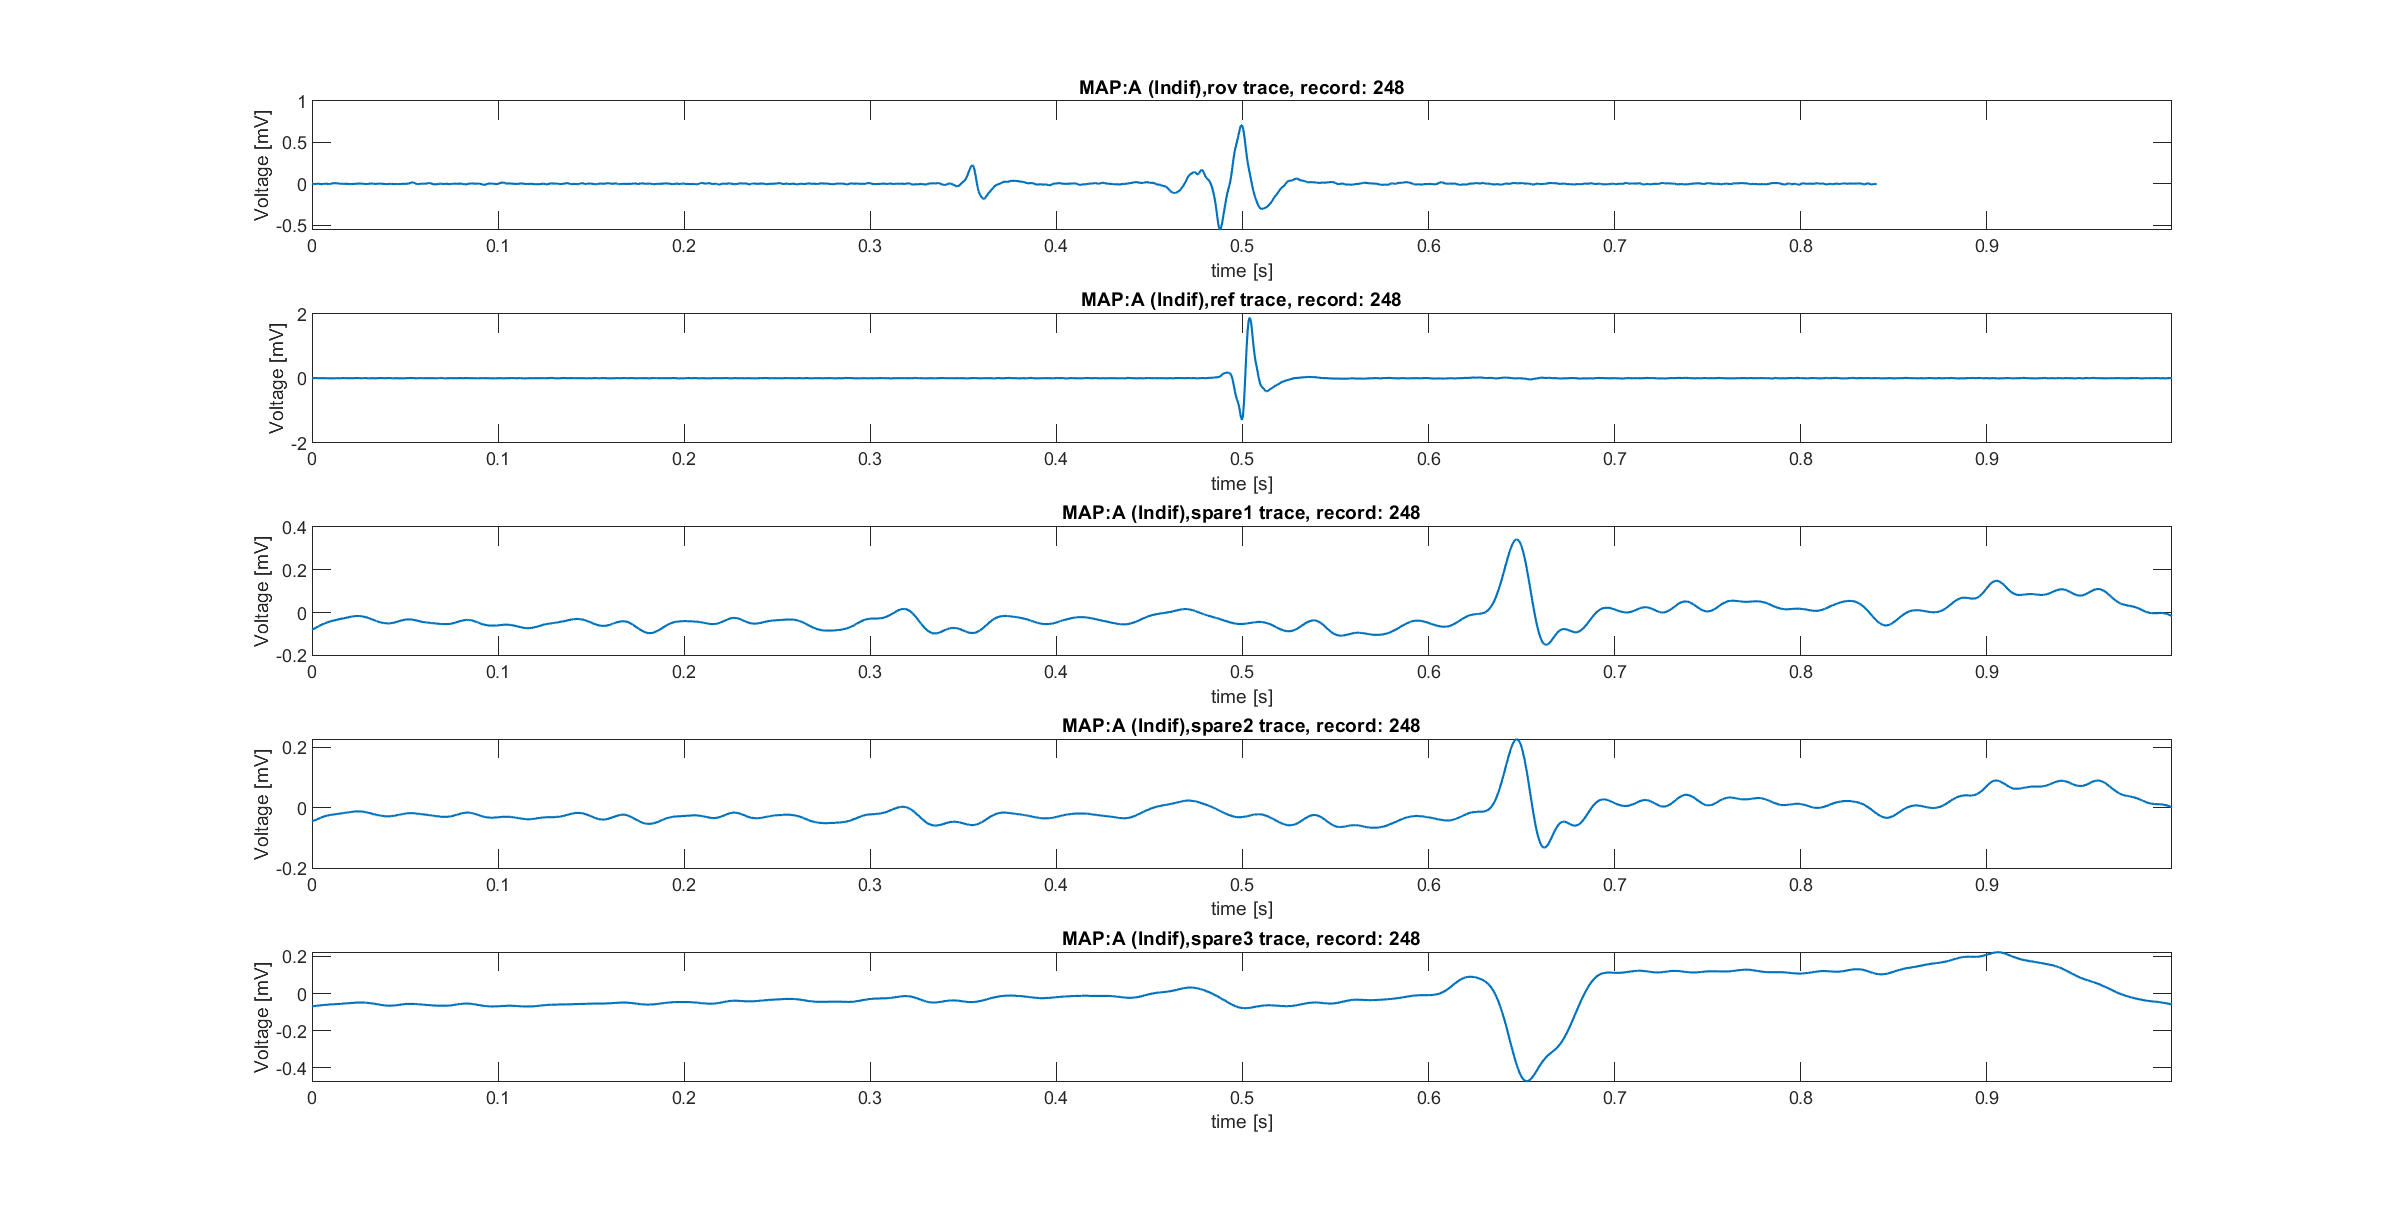 MAP:A (Indif),rov trace, record: 248
Voltage [mV]
1
0.5
0
-0.5
0 0.1 0.2 0.3 0.4 0.5 0.6 0.7 0.8 0.9
time [s]
MAP:A (Indif),ref trace, record: 248
Voltage [mV]
2
0
-2
0 0.1 0.2 0.3 0.4 0.5 0.6 0.7 0.8 0.9
time [s]
MAP:A (Indif),spare1 trace, record: 248
Voltage [mV]
0.4
0.2
0
-0.2
0 0.1 0.2 0.3 0.4 0.5 0.6 0.7 0.8 0.9
time [s]
MAP:A (Indif),spare2 trace, record: 248
Voltage [mV]
0.2
0
-0.2
0 0.1 0.2 0.3 0.4 0.5 0.6 0.7 0.8 0.9
time [s]
MAP:A (Indif),spare3 trace, record: 248
Voltage [mV]
0.2
0
-0.2
-0.4
0 0.1 0.2 0.3 0.4 0.5 0.6 0.7 0.8 0.9
time [s]